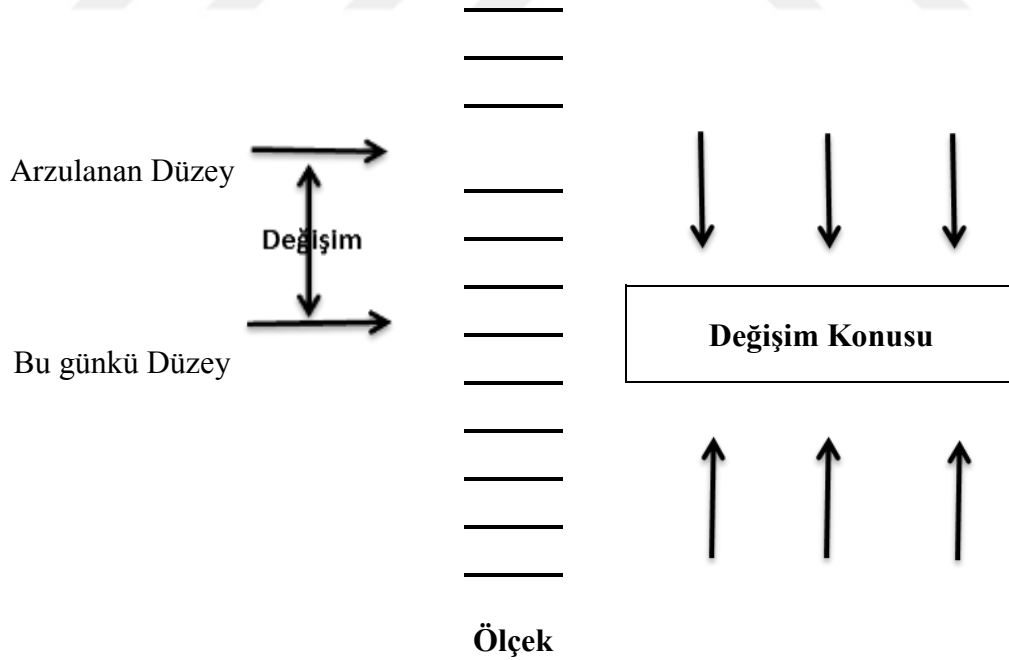 Arzulanan Düzey
Değişim
Bu günkü Düzey
Değişim Konusu
Ölçek